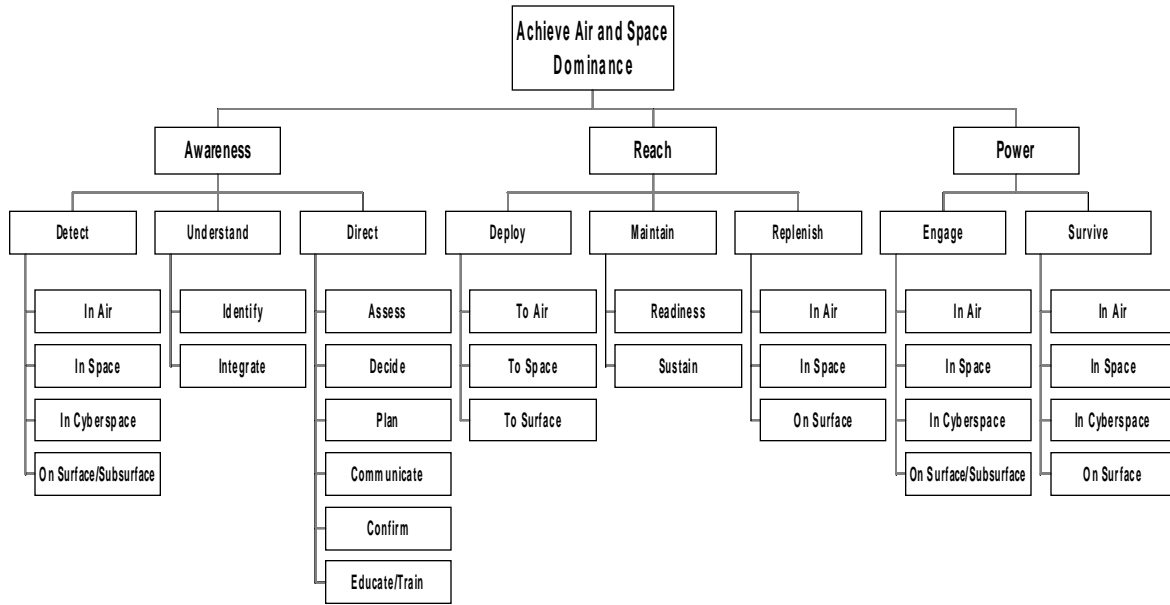 Achieve Air and Space
Dominance
Awareness
Reach
Power
Detect
Understand
Direct
Deploy
Maintain
Replenish
Engage
Survive
In Air
Identify
Assess
To Air
Readiness
In Air
In Air
In Air
In Space
Integrate
Decide
To Space
Sustain
In Space
In Space
In Space
In Cyberspace
Plan
To Surface
On Surface
In Cyberspace
In Cyberspace
On Surface/Subsurface
Communicate
On Surface/Subsurface
On Surface
Confirm
Educate/Train